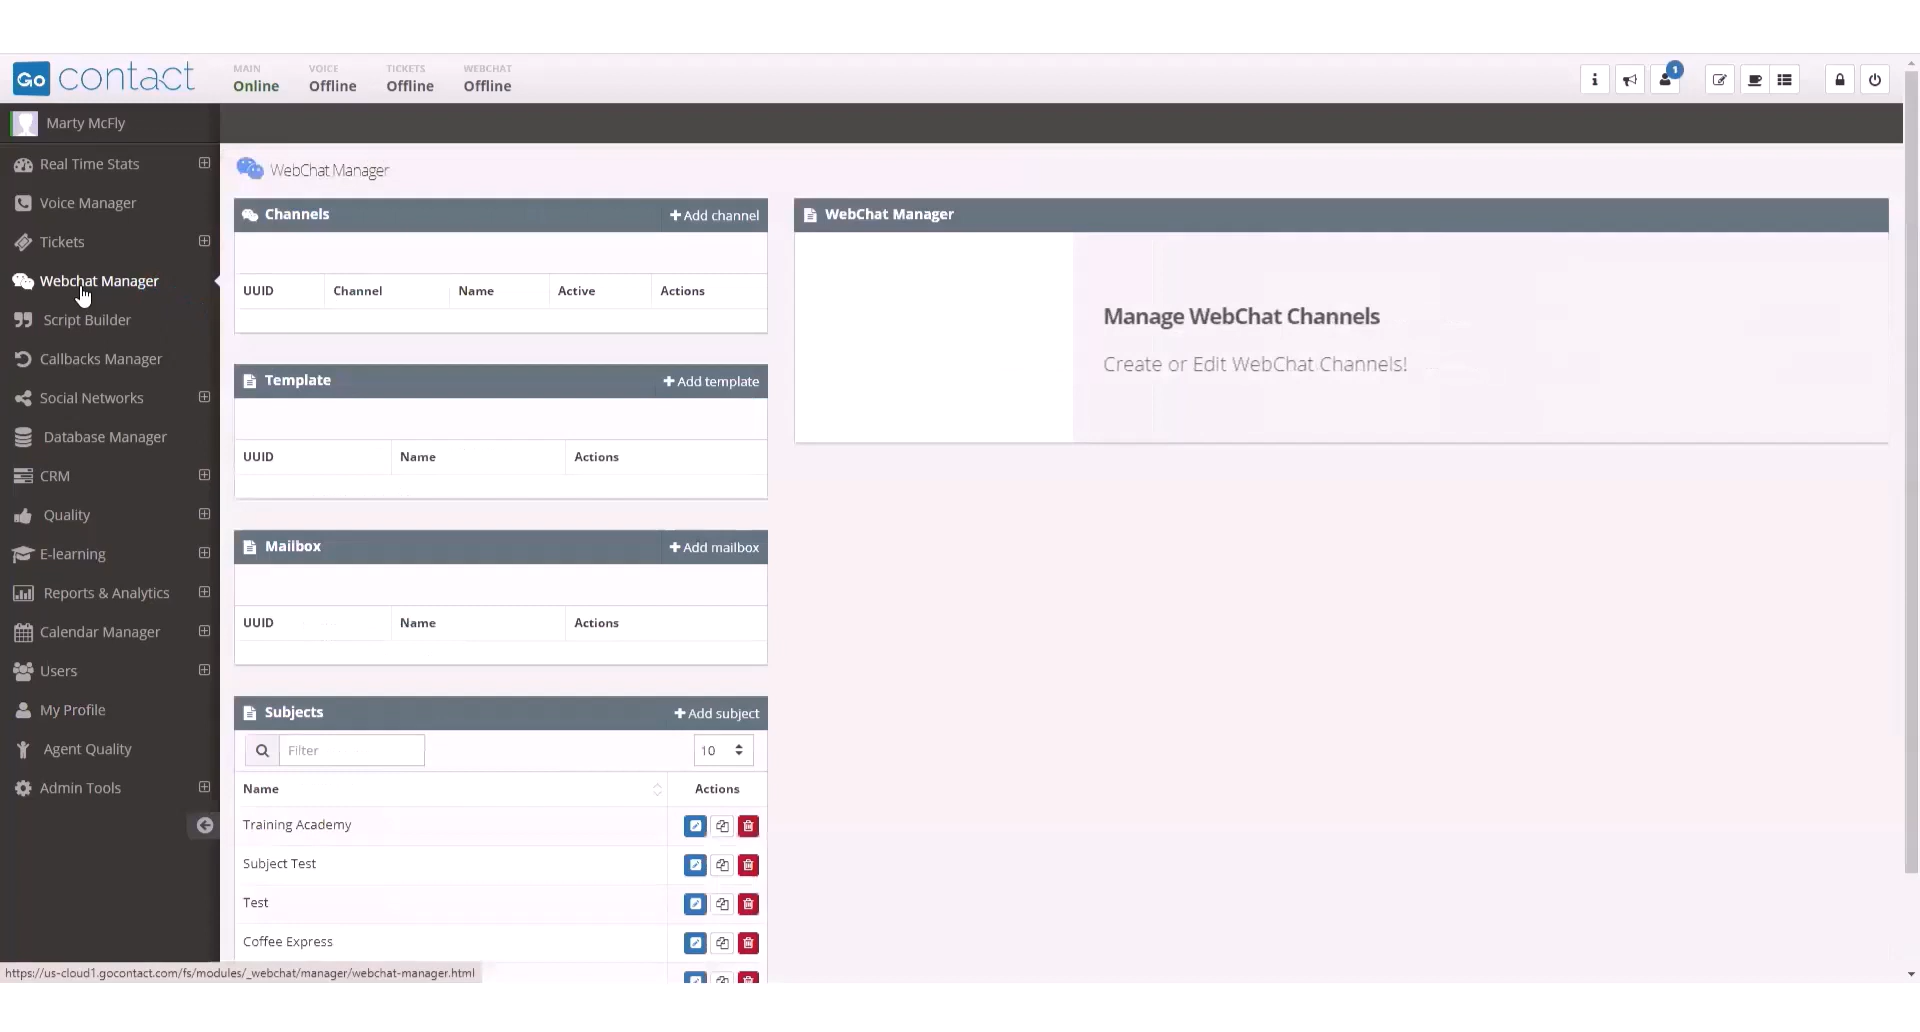 Go contact
MAIN
Online
VOICE
Offline
TICKETS
Offline
WEBCHAT
Offline
1
Marty McFly
Real Time Stats
Voice Manager
Tickets
Webchat Manager
Script Builder
Callbacks Manager
Social Networks
Database Manager
CRM
Quality
E-learning
Reports & Analytics
Calendar Manager
Users
My Profile
Agent Quality
Admin Tools
WebChat Manager
Channels
+ Add channel
UUID Channel Name Active Actions
Template
+ Add template
UUID Name Actions
Mailbox
+ Add mailbox
UUID Name Actions
Subjects
+ Add subject
Filter
10
Name Actions
Training Academy
Subject Test
Test
Coffee Express
WebChat Manager
Manage WebChat Channels
Create or Edit WebChat Channels!
https://us-cloud1.gocontact.com/fs/modules/_webchat/manager/webchat-manager.html